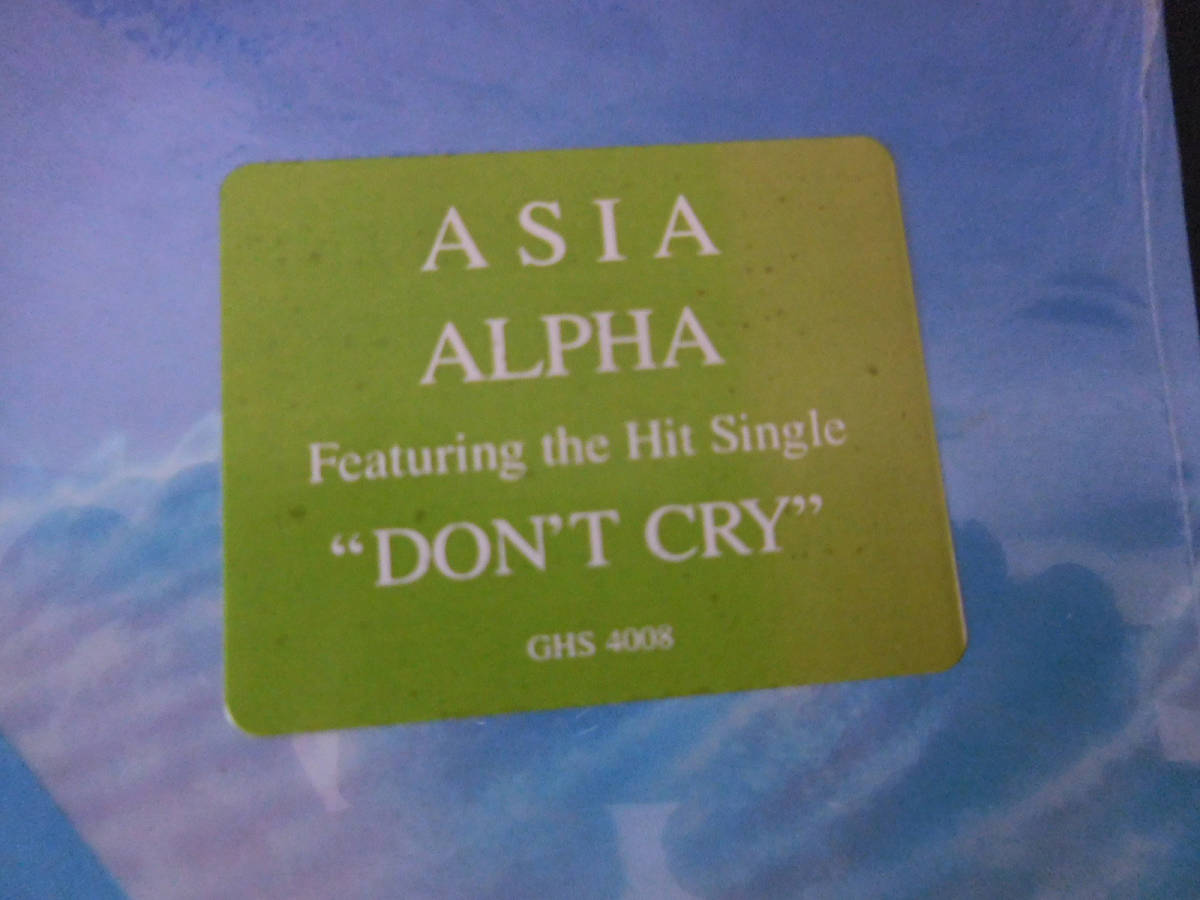 ASIA
ALPHA
Featuring the Hit Single
“DON'T CRY”
GHS 4008